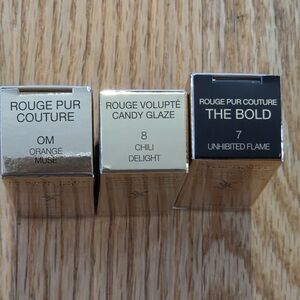 ROUGE PUR
COUTURE
OM
ORANGE
MUSE
ROUGE VOLUPTÉ
CANDY GLAZE
8
CHILI
DELIGHT
ROUGE PUR COUTURE
THE BOLD
7
UNHIBITED FLAME